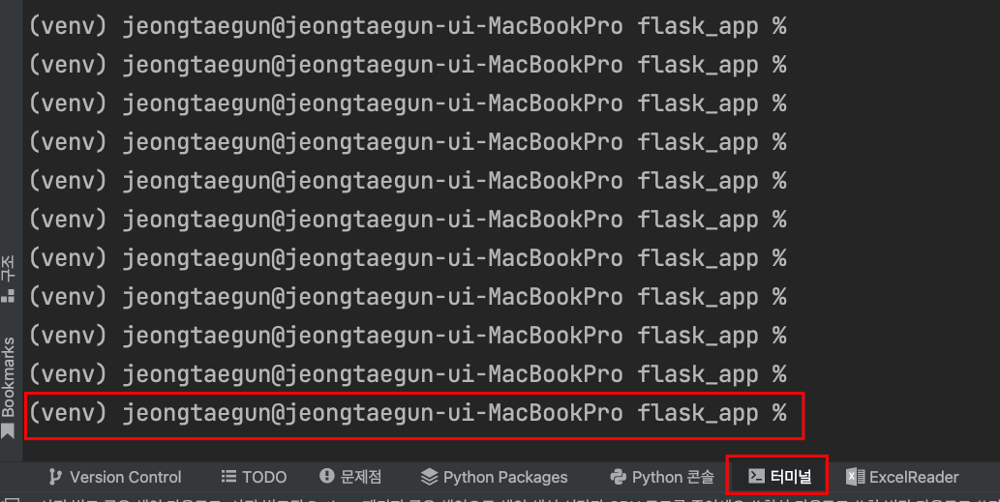 (venv) jeongtaegun@jeongtaegun-ui-MacBookPro flask_app %
(venv) jeongtaegun@jeongtaegun-ui-MacBookPro flask_app %
(venv) jeongtaegun@jeongtaegun-ui-MacBookPro flask_app %
(venv) jeongtaegun@jeongtaegun-ui-MacBookPro flask_app %
(venv) jeongtaegun@jeongtaegun-ui-MacBookPro flask_app %
(venv) jeongtaegun@jeongtaegun-ui-MacBookPro flask_app %
(venv) jeongtaegun@jeongtaegun-ui-MacBookPro flask_app %
(venv) jeongtaegun@jeongtaegun-ui-MacBookPro flask_app %
(venv) jeongtaegun@jeongtaegun-ui-MacBookPro flask_app %
(venv) jeongtaegun@jeongtaegun-ui-MacBookPro flask_app %
(venv) jeongtaegun@jeongtaegun-ui-MacBookPro flask_app %
구조
Bookmarks
Version Control TODO 문제점 Python Packages Python 콘솔 터미널 ExcelReader